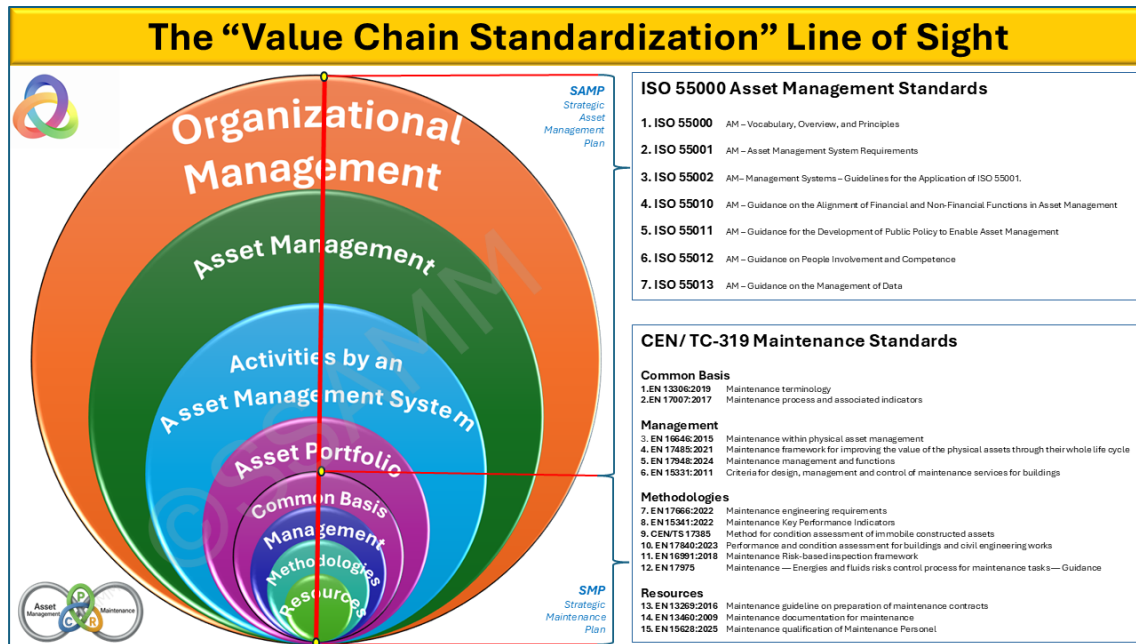 The “Value Chain Standardization” Line of Sight
Organizational
Management
Asset Management
Activities by an
Asset Management System
Asset Portfolio
Common Basis
Management
Methodologies
Resources
©SSAMM
SAMP
Strategic
Asset
Management
Plan
SMP
Strategic
Maintenance
Plan
Asset
Management
Maintenance
P
C
R
ISO 55000 Asset Management Standards
1. ISO 55000 AM – Vocabulary, Overview, and Principles
2. ISO 55001 AM – Asset Management System Requirements
3. ISO 55002 AM– Management Systems – Guidelines for the Application of ISO 55001.
4. ISO 55010 AM – Guidance on the Alignment of Financial and Non-Financial Functions in Asset Management
5. ISO 55011 AM – Guidance for the Development of Public Policy to Enable Asset Management
6. ISO 55012 AM – Guidance on People Involvement and Competence
7. ISO 55013 AM – Guidance on the Management of Data
CEN/ TC-319 Maintenance Standards
Common Basis
1.EN 13306:2019 Maintenance terminology
2.EN 17007:2017 Maintenance process and associated indicators
Management
3. EN 16646:2015 Maintenance within physical asset management
4. EN 17485:2021 Maintenance framework for improving the value of the physical assets through their whole life cycle
5. EN 17948:2024 Maintenance management and functions
6. EN 15331:2011 Criteria for design, management and control of maintenance services for buildings
Methodologies
7. EN 17666:2022 Maintenance engineering requirements
8. EN 15341:2022 Maintenance Key Performance Indicators
9. CEN/TS 17385 Method for condition assessment of immobile constructed assets
10. EN 17840:2023 Performance and condition assessment for buildings and civil engineering works
11. EN 16991:2018 Maintenance Risk-based inspection framework
12. EN 17975 Maintenance — Energies and fluids risks control process for maintenance tasks— Guidance
Resources
13. EN 13269:2016 Maintenance guideline on preparation of maintenance contracts
14. EN 13460:2009 Maintenance documentation for maintenance
15. EN 15628:2025 Maintenance qualification of Maintenance Personel